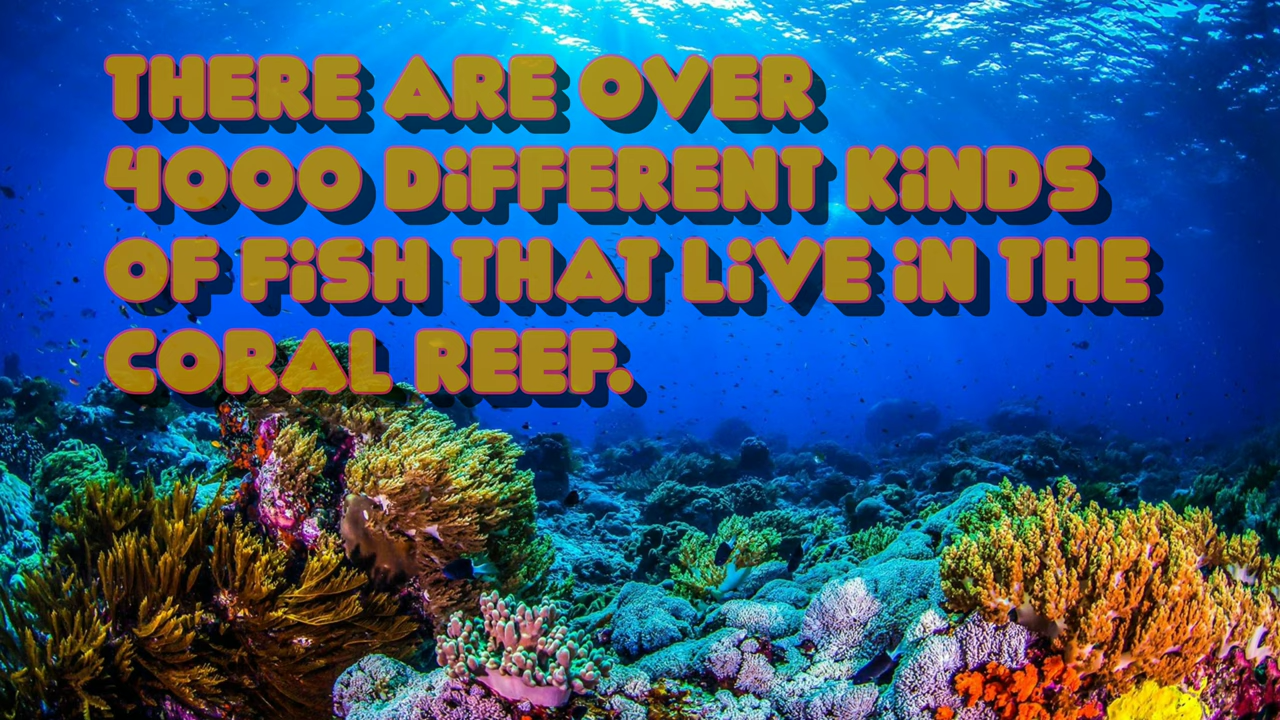 THERE ARE OVER
4000 DiFFERENT KiNDS
OF FiSH THAT LiVE iN THE
CORAL REEF.